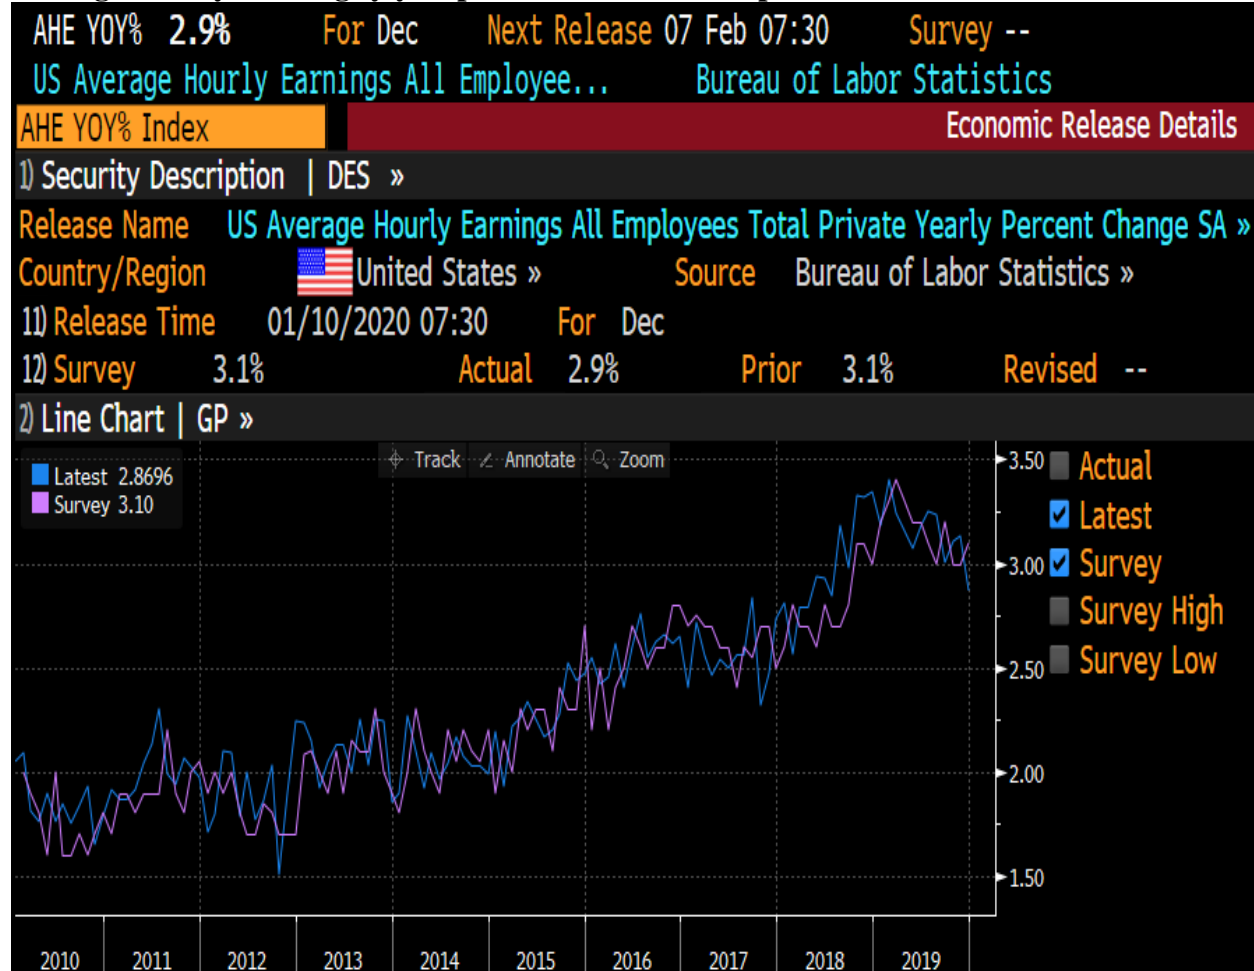 AHE YOY% 2.9% For Dec Next Release 07 Feb 07:30 Survey --
US Average Hourly Earnings All Employee... Bureau of Labor Statistics
AHE YOY% Index Economic Release Details
1) Security Description | DES »
Release Name US Average Hourly Earnings All Employees Total Private Yearly Percent Change SA »
Country/Region United States » Source Bureau of Labor Statistics »
11) Release Time 01/10/2020 07:30 For Dec
12) Survey 3.1% Actual 2.9% Prior 3.1% Revised --
2) Line Chart | GP »
Track Annotate Zoom
Latest 2.8696
Survey 3.10
3.50
3.00
2.50
2.00
1.50
Actual
Latest
Survey
Survey High
Survey Low
2010 2011 2012 2013 2014 2015 2016 2017 2018 2019